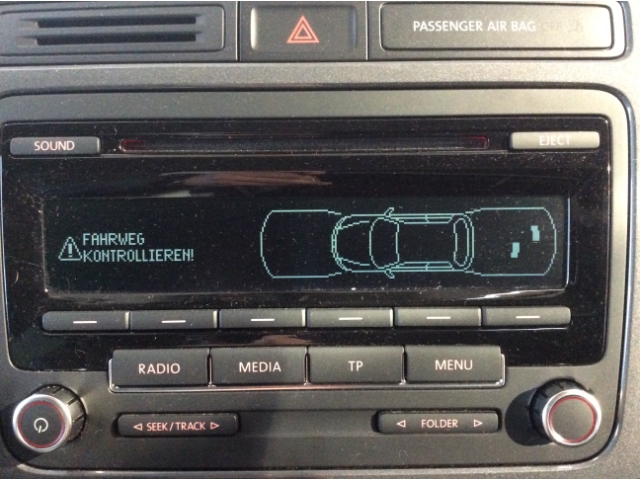 PASSENGER AIR BAG
SOUND
EJECT
FAHRWEG
KONTROLLIEREN!
RADIO
MEDIA
TP
MENU
SEEK/TRACK
FOLDER